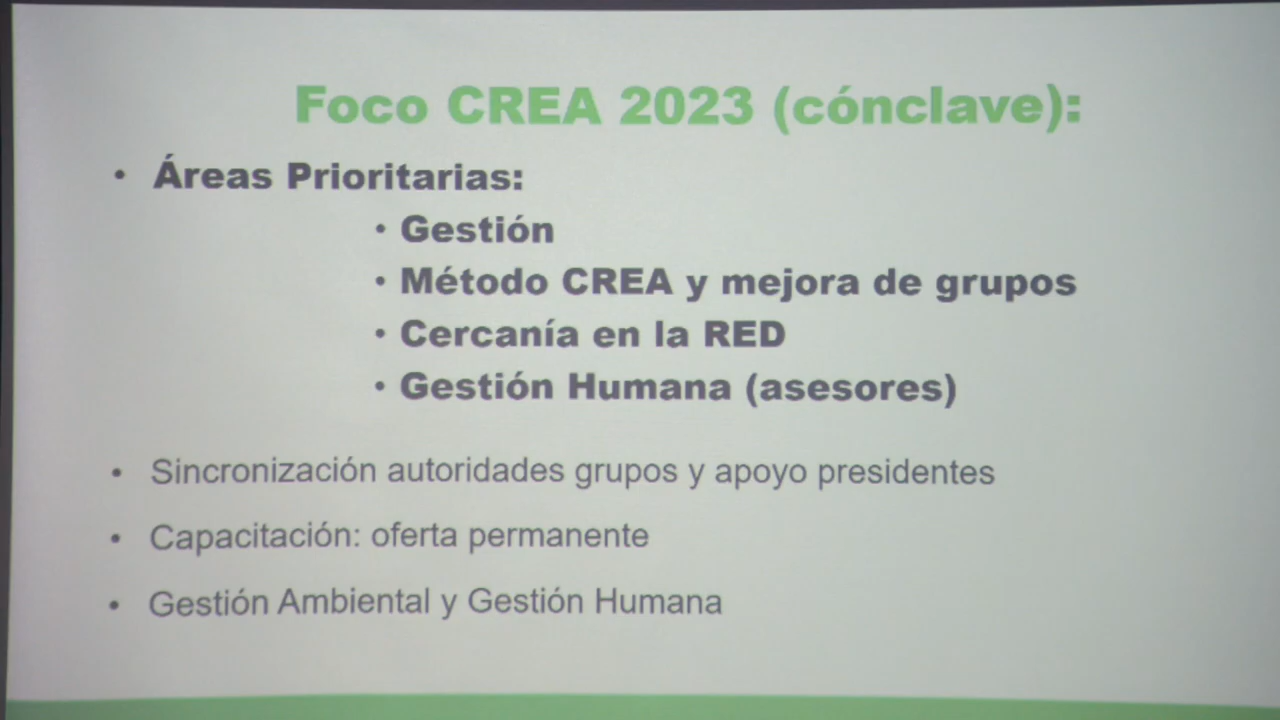 Foco CREA 2023 (cónclave):
• Áreas Prioritarias:
• Gestión
• Método CREA y mejora de grupos
• Cercanía en la RED
• Gestión Humana (asesores)
• Sincronización autoridades grupos y apoyo presidentes
• Capacitación: oferta permanente
• Gestión Ambiental y Gestión Humana